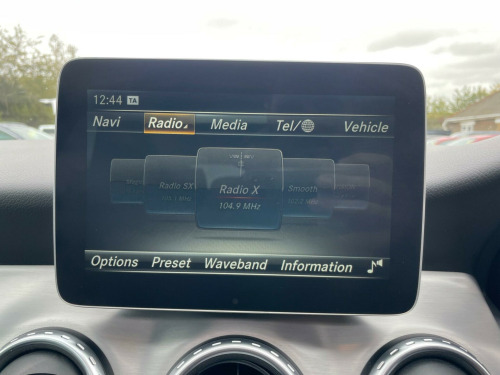 12:44 TA
Navi Radio Media Tel/ Vehicle
Radio SX Radio X Smooth
104.9 MHz
Options Preset Waveband Information